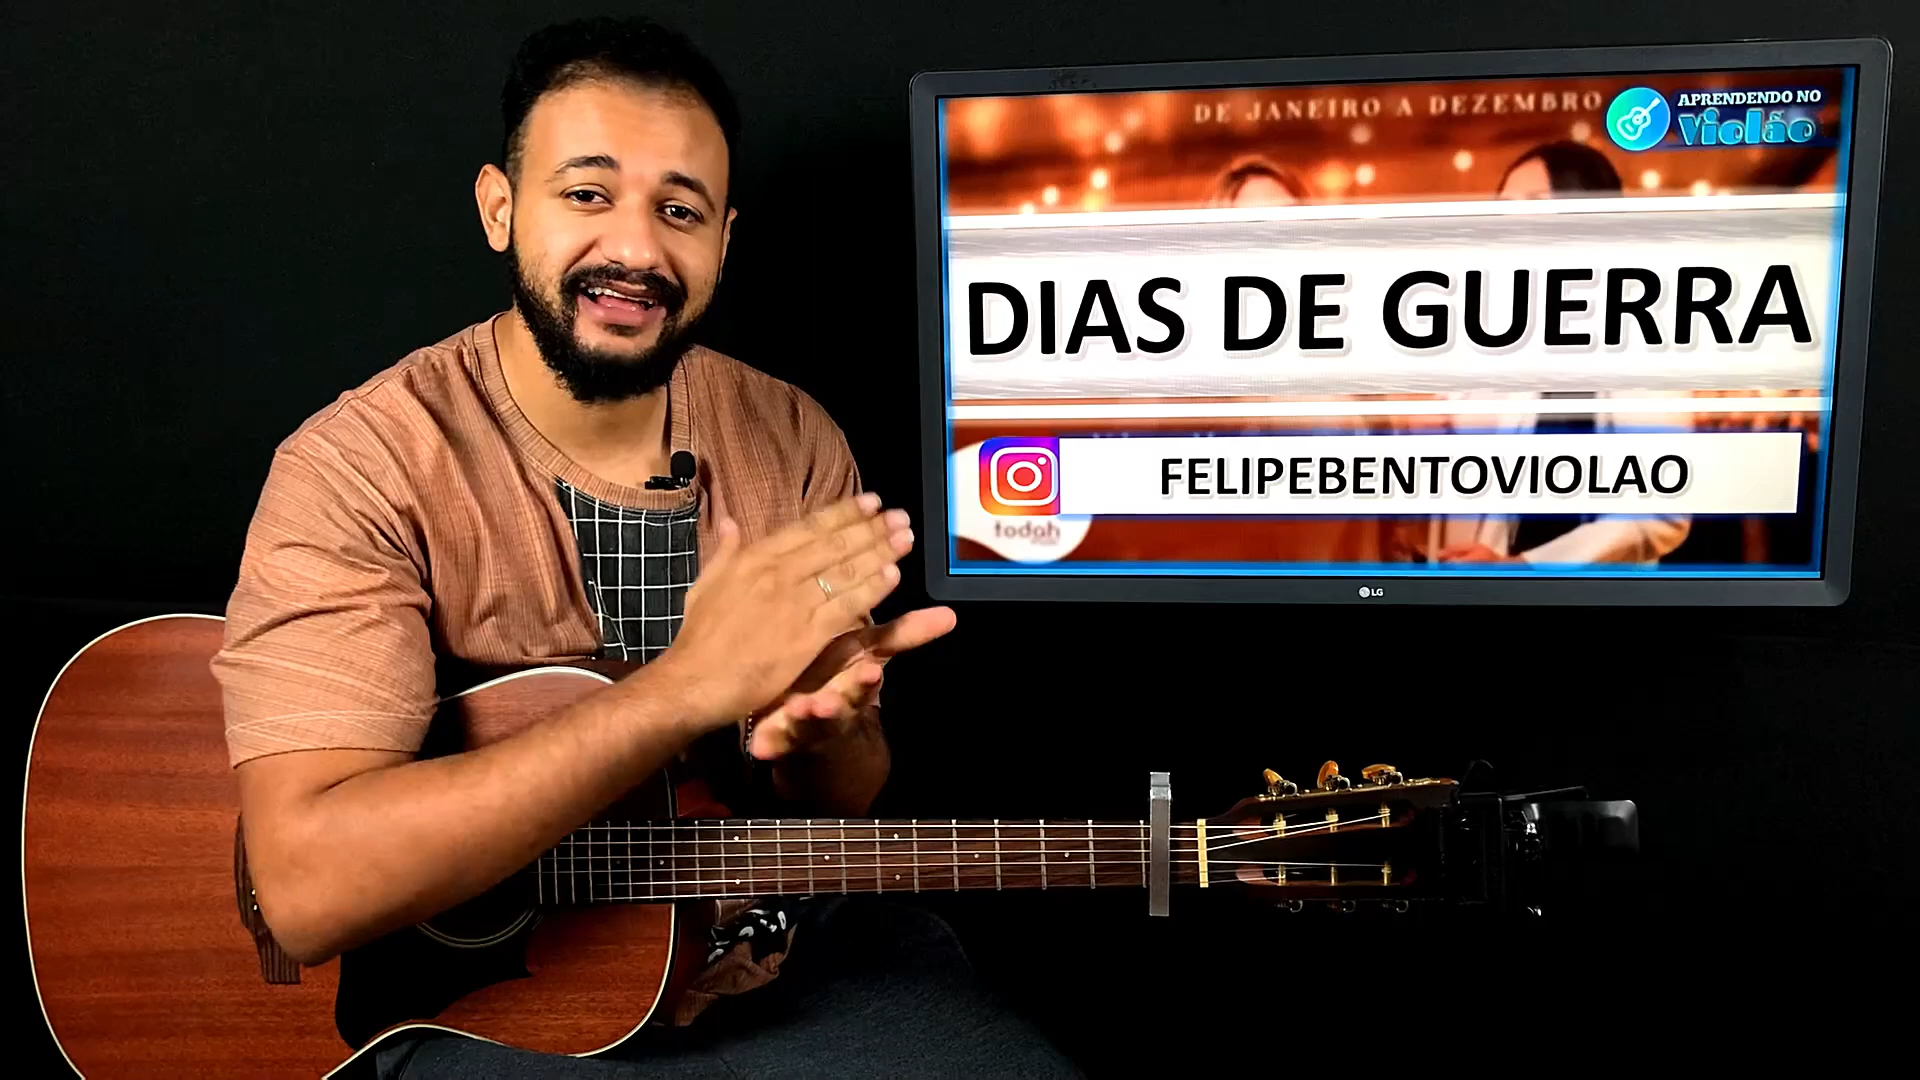 DE JANEIRO A DEZEMBRO
APRENDENDO NO
Violão
DIAS DE GUERRA
FELIPEBENTOVIOLAO
todah
LG